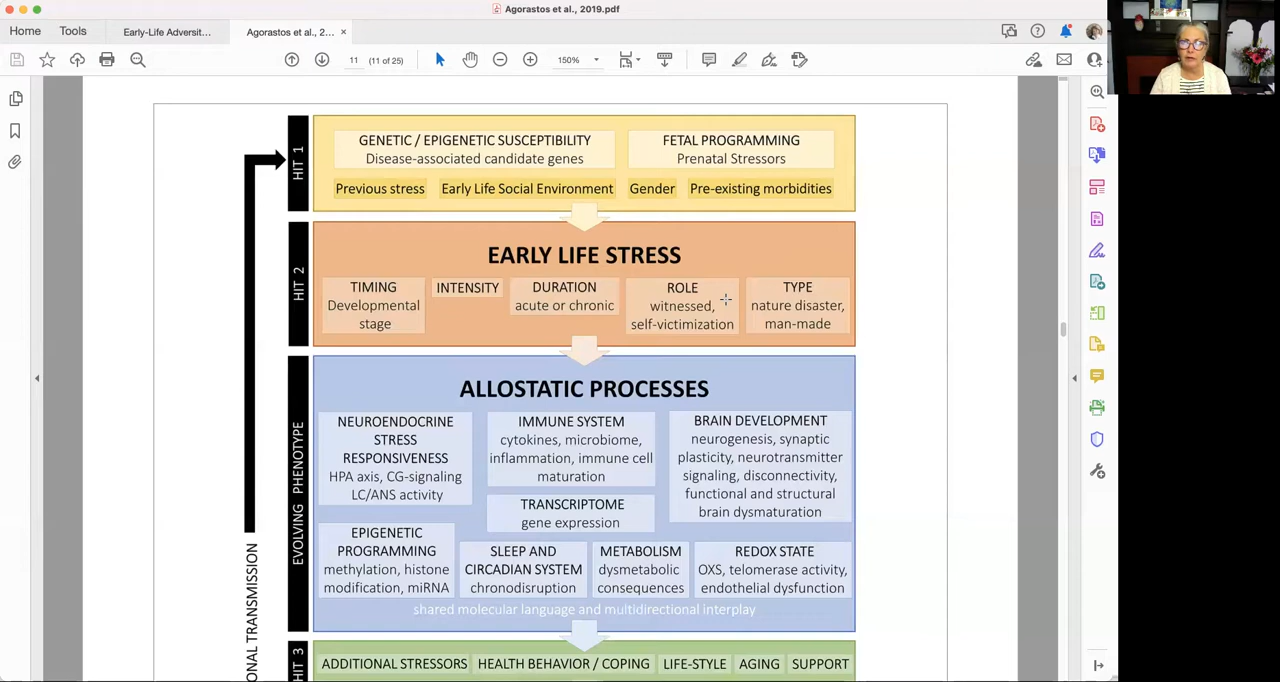 Agorastos et al., 2019.pdf
Home
Tools
Early-Life Adversit...
Agorastos et al., 2... ×
11 (11 of 25)
150%
HIT 1
GENETIC / EPIGENETIC SUSCEPTIBILITY
Disease-associated candidate genes
FETAL PROGRAMMING
Prenatal Stressors
Previous stress
Early Life Social Environment
Gender
Pre-existing morbidities
HIT 2
EARLY LIFE STRESS
TIMING
Developmental
stage
INTENSITY
DURATION
acute or chronic
ROLE
witnessed,
self-victimization
TYPE
nature disaster,
man-made
EVOLVING PHENOTYPE
ALLOSTATIC PROCESSES
NEUROENDOCRINE
STRESS
RESPONSIVENESS
HPA axis, CG-signaling
LC/ANS activity
IMMUNE SYSTEM
cytokines, microbiome,
inflammation, immune cell
maturation
BRAIN DEVELOPMENT
neurogenesis, synaptic
plasticity, neurotransmitter
signaling, disconnectivity,
functional and structural
brain dysmaturation
TRANSCRIPTOME
gene expression
EPIGENETIC
PROGRAMMING
methylation, histone
modification, miRNA
SLEEP AND
CIRCADIAN SYSTEM
chronodisruption
METABOLISM
dysmetabolic
consequences
REDOX STATE
OXS, telomerase activity,
endothelial dysfunction
shared molecular language and multidirectional interplay
ONAL TRANSMISSION
HIT 3
ADDITIONAL STRESSORS
HEALTH BEHAVIOR / COPING
LIFE-STYLE
AGING
SUPPORT